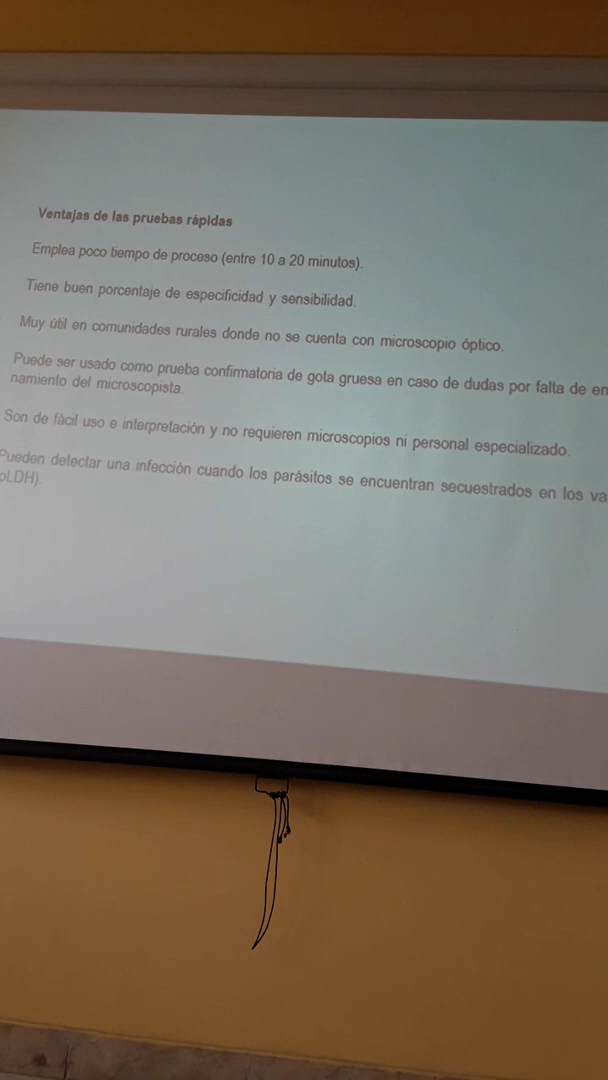 Ventajas de las pruebas rápidas
Emplea poco tiempo de proceso (entre 10 a 20 minutos).
Tiene buen porcentaje de especificidad y sensibilidad.
Muy útil en comunidades rurales donde no se cuenta con microscopio óptico.
Puede ser usado como prueba confirmatoria de gota gruesa en caso de dudas por falta de en
namiento del microscopista.
Son de fácil uso e interpretación y no requieren microscopios ni personal especializado.
Pueden detectar una infección cuando los parásitos se encuentran secuestrados en los va
pLDH).